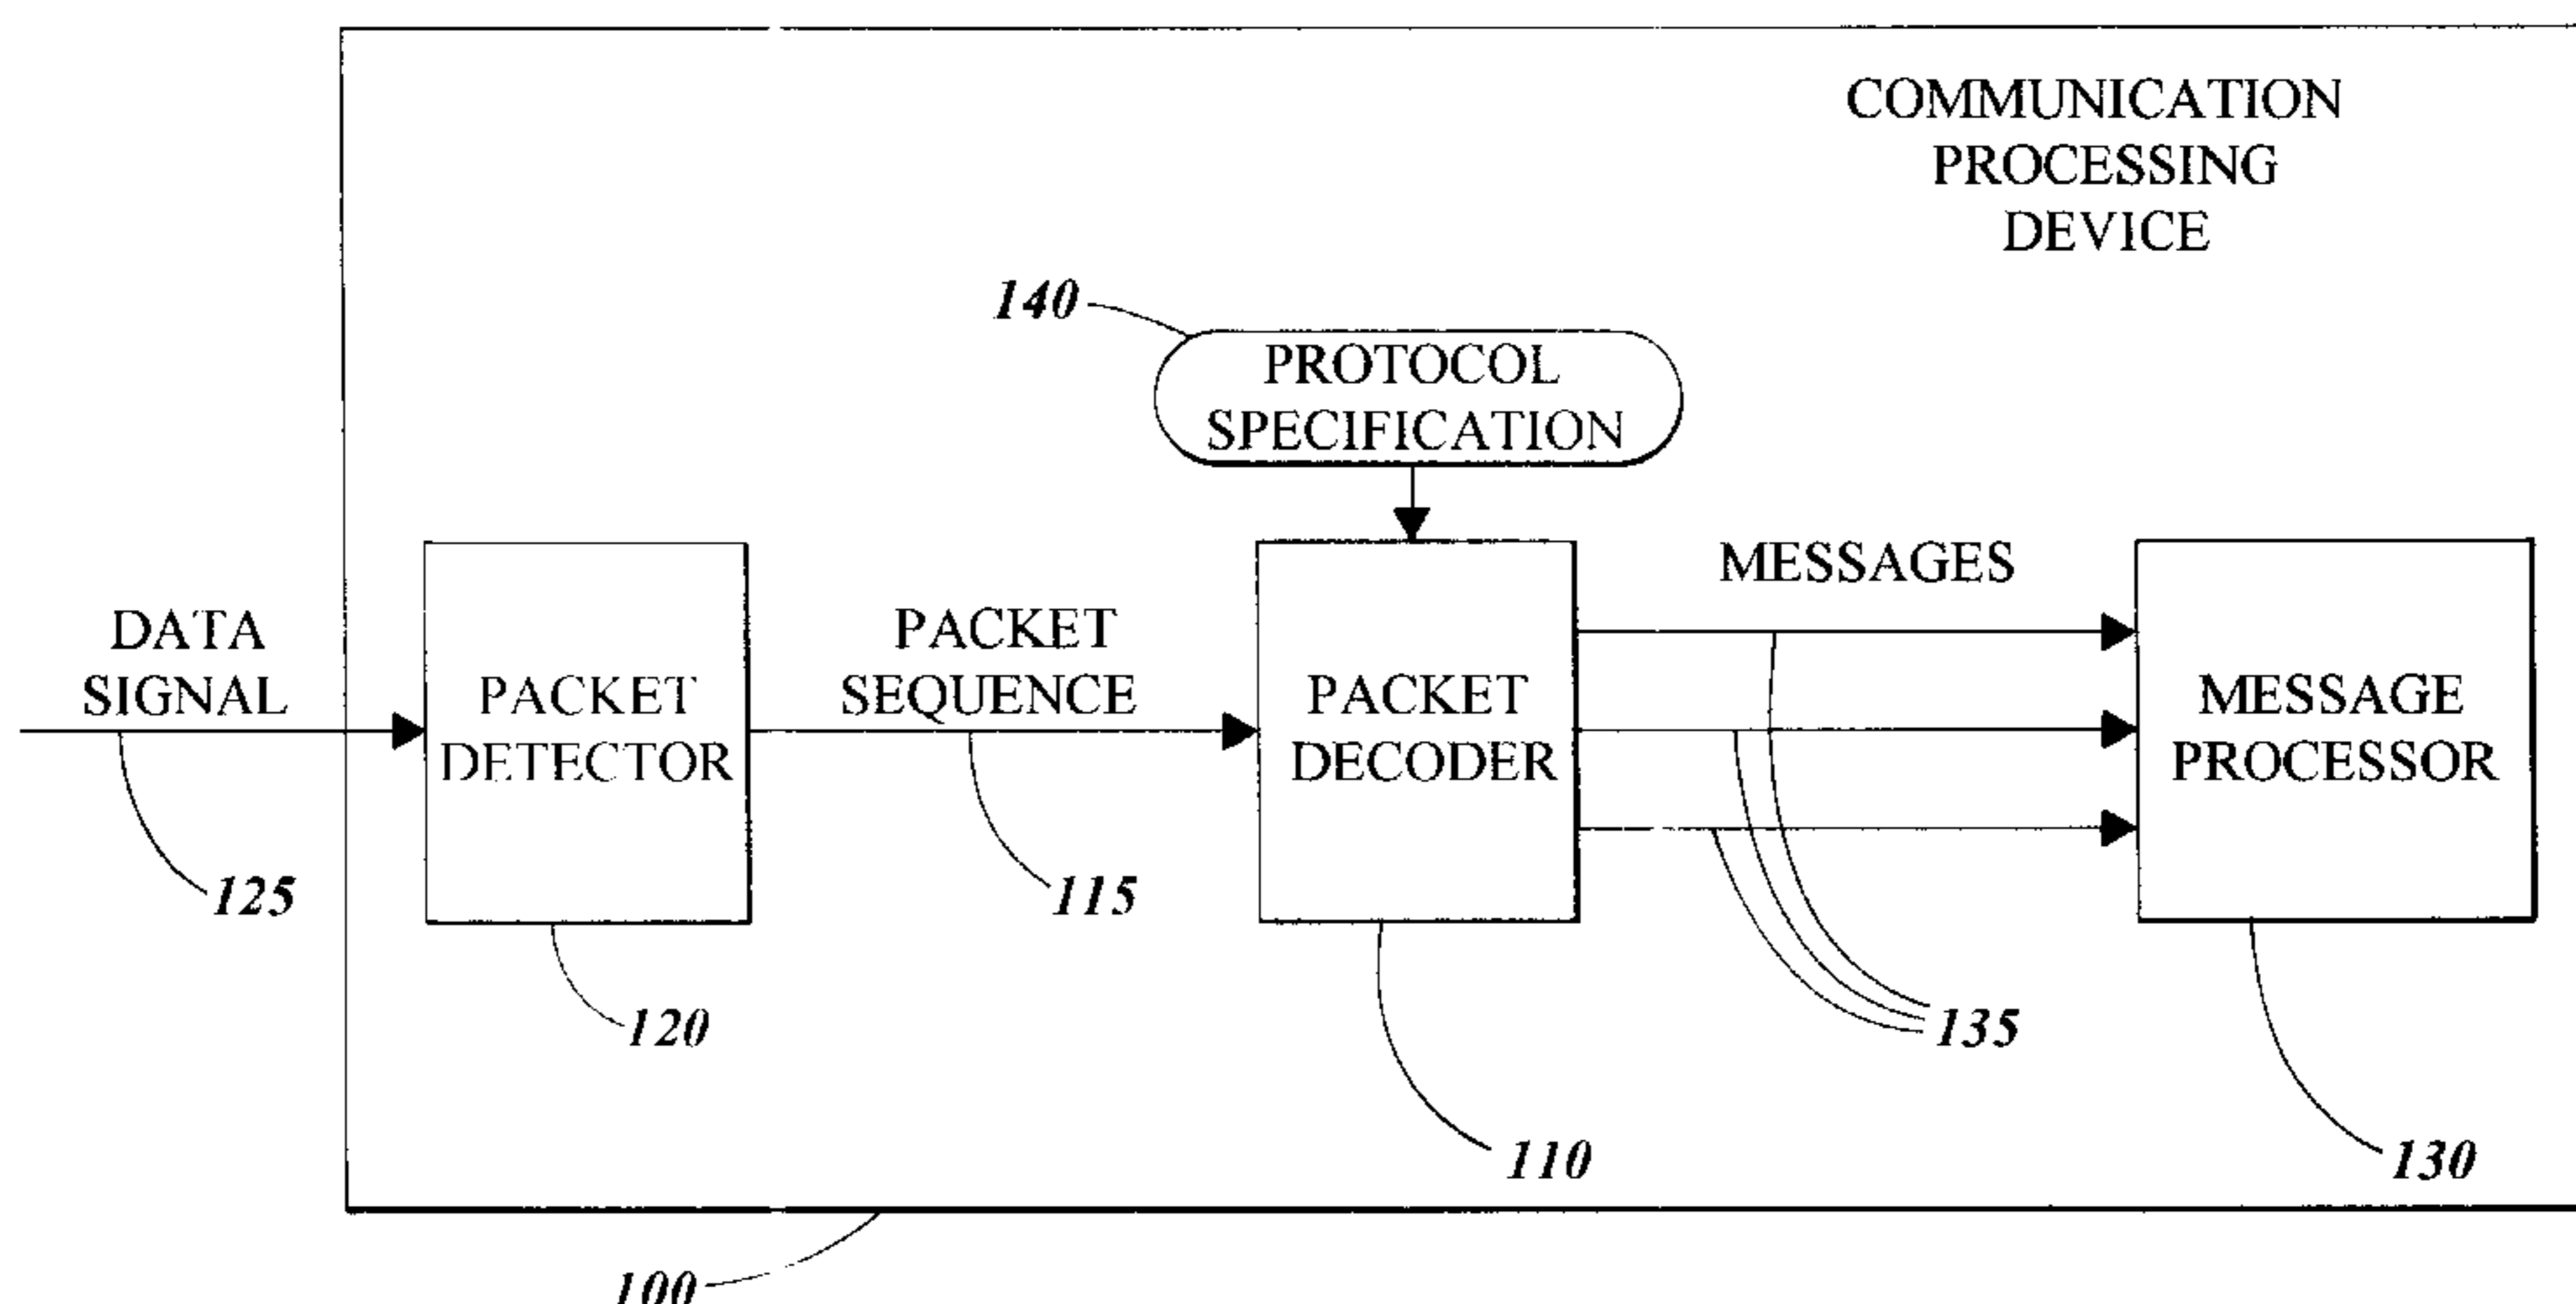 COMMUNICATION
PROCESSING
DEVICE
140
PROTOCOL
SPECIFICATION
MESSAGES
DATA
SIGNAL
PACKET
SEQUENCE
PACKET
DETECTOR
PACKET
DECODER
MESSAGE
PROCESSOR
125
115
120
135
110
130
100